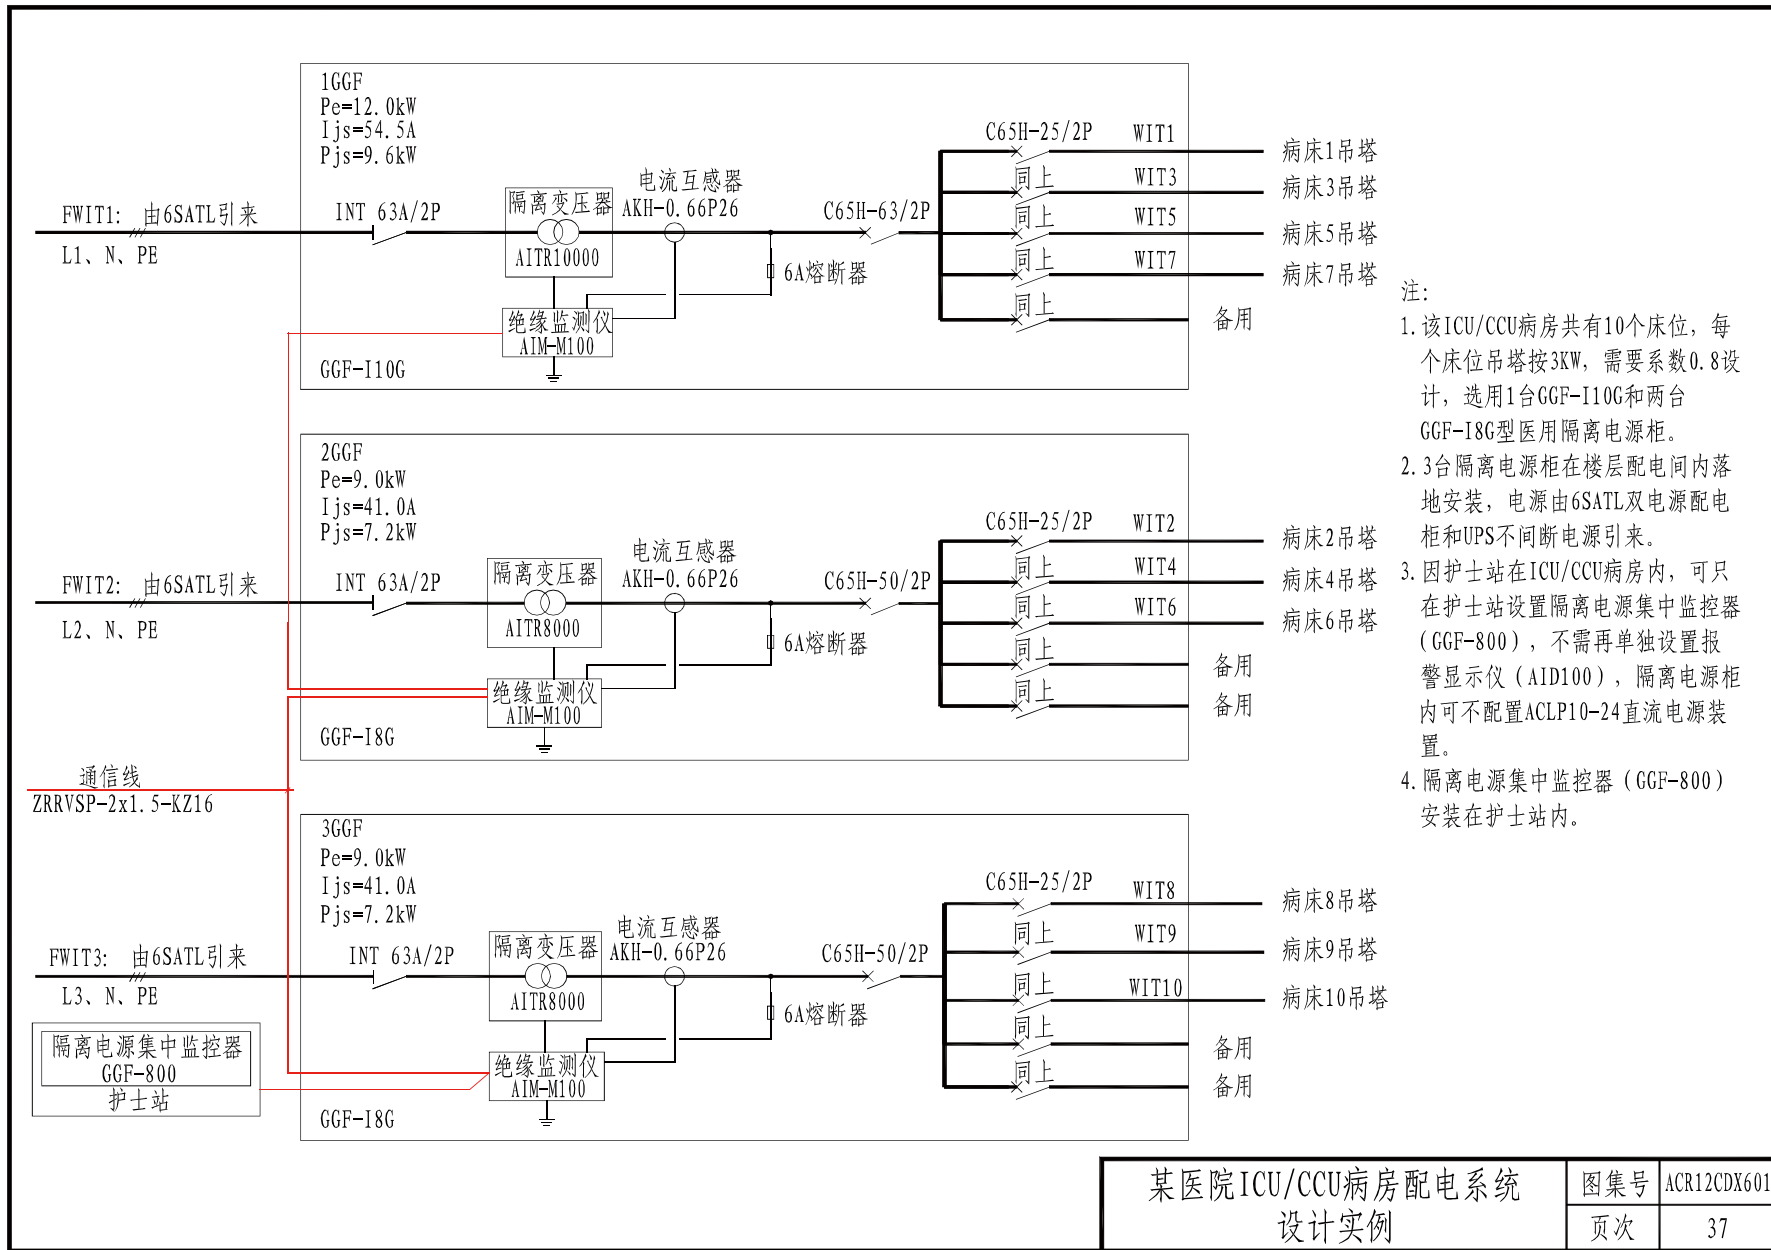 1GGF
Pe=12.0kW
Ijs=54.5A
Pjs=9.6kW
FWIT1: 由6SATL引来
L1、N、PE
INT 63A/2P
隔离变压器
AITR10000
电流互感器
AKH-0.66P26
6A熔断器
绝缘监测仪
AIM-M100
GGF-I10G
C65H-63/2P
C65H-25/2P
WIT1
病床1吊塔
同上
WIT3
病床3吊塔
同上
WIT5
病床5吊塔
同上
WIT7
病床7吊塔
同上
备用
2GGF
Pe=9.0kW
Ijs=41.0A
Pjs=7.2kW
FWIT2: 由6SATL引来
L2、N、PE
INT 63A/2P
隔离变压器
AITR8000
电流互感器
AKH-0.66P26
6A熔断器
绝缘监测仪
AIM-M100
GGF-I8G
C65H-50/2P
C65H-25/2P
WIT2
病床2吊塔
同上
WIT4
病床4吊塔
同上
WIT6
病床6吊塔
同上
备用
同上
备用
通信线
ZRRVSP-2x1.5-KZ16
3GGF
Pe=9.0kW
Ijs=41.0A
Pjs=7.2kW
FWIT3: 由6SATL引来
L3、N、PE
INT 63A/2P
隔离变压器
AITR8000
电流互感器
AKH-0.66P26
6A熔断器
绝缘监测仪
AIM-M100
GGF-I8G
C65H-50/2P
C65H-25/2P
WIT8
病床8吊塔
同上
WIT9
病床9吊塔
同上
WIT10
病床10吊塔
同上
备用
同上
备用
隔离电源集中监控器
GGF-800
护士站
注:
1.该ICU/CCU病房共有10个床位，每
个床位吊塔按3KW，需要系数0.8设
计，选用1台GGF-I10G和两台
GGF-I8G型医用隔离电源柜。
2.3台隔离电源柜在楼层配电间内落
地安装，电源由6SATL双电源配电
柜和UPS不间断电源引来。
3.因护士站在ICU/CCU病房内，可只
在护士站设置隔离电源集中监控器
（GGF-800），不需再单独设置报
警显示仪（AID100），隔离电源柜
内可不配置ACLP10-24直流电源装
置。
4.隔离电源集中监控器（GGF-800）
安装在护士站内。
某医院ICU/CCU病房配电系统
设计实例
图集号
ACR12CDX601
页次
37